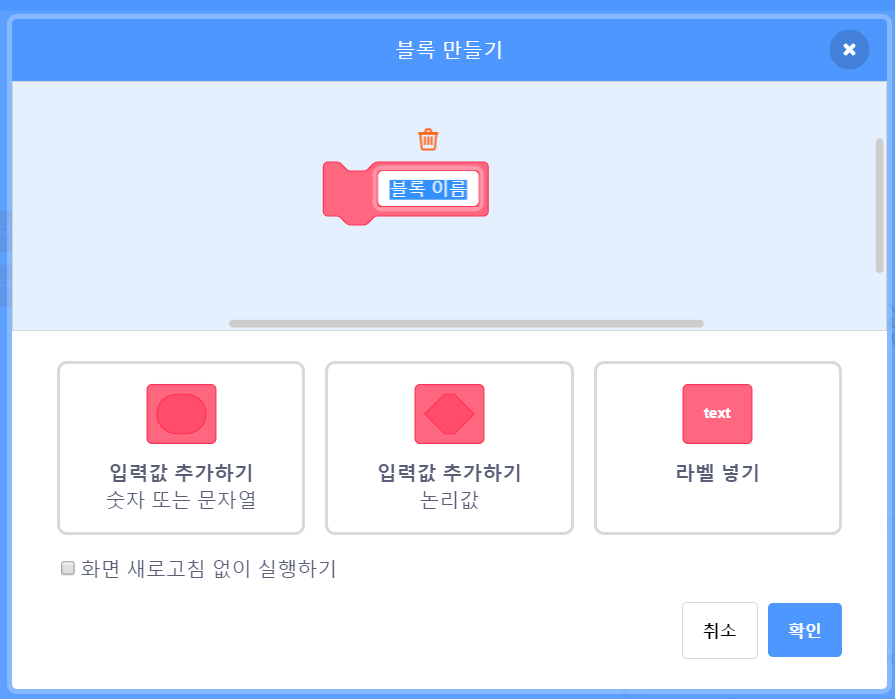 블록 만들기
블록 이름
text
입력값 추가하기
숫자 또는 문자열
입력값 추가하기
논리값
라벨 넣기
화면 새로고침 없이 실행하기
취소
확인